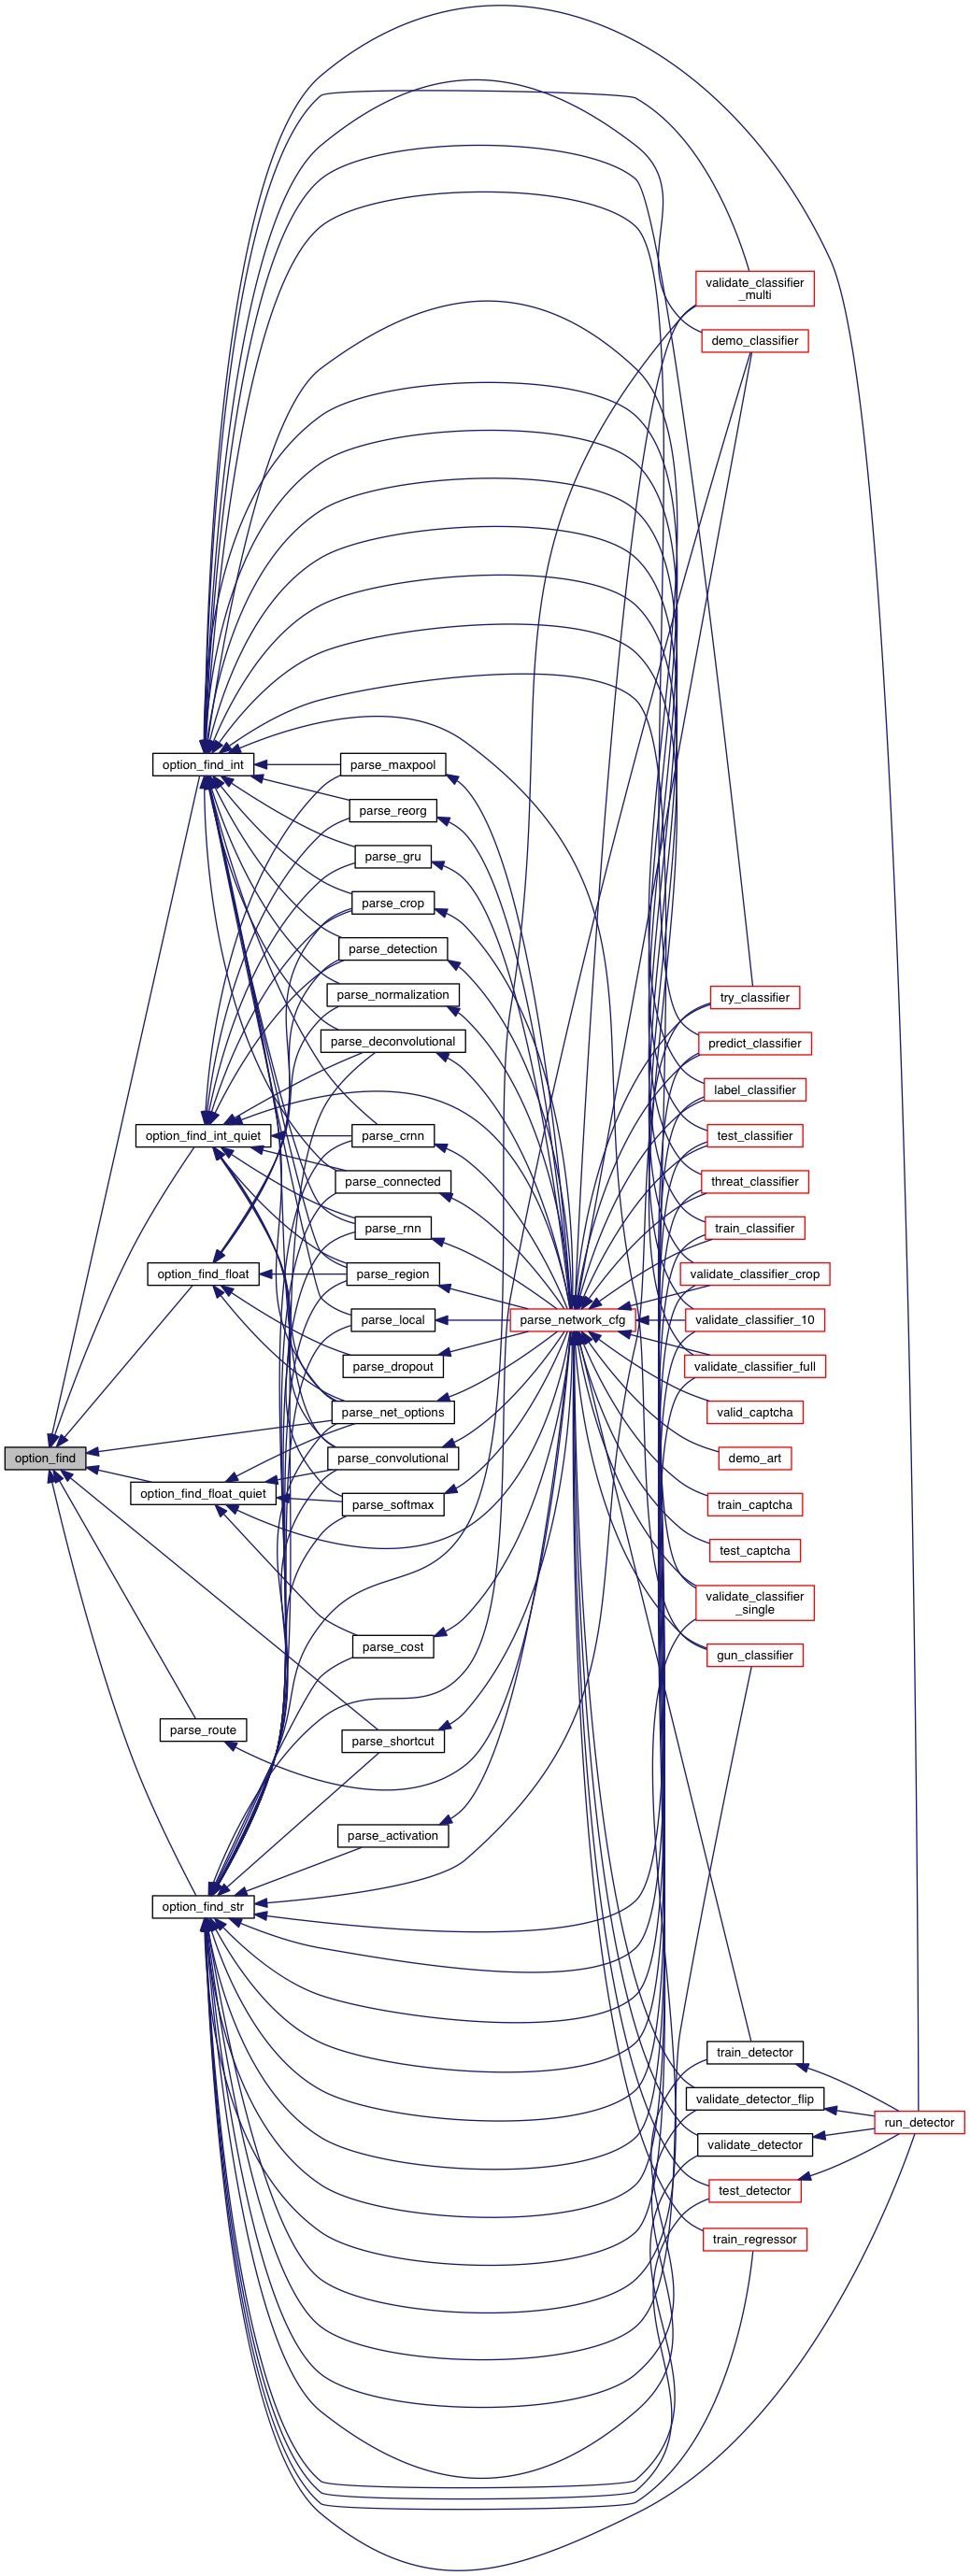 option_find
option_find_int
option_find_int_quiet
option_find_float
option_find_float_quiet
parse_route
option_find_str
parse_maxpool
parse_reorg
parse_gru
parse_crop
parse_detection
parse_normalization
parse_deconvolutional
parse_crnn
parse_connected
parse_rnn
parse_region
parse_local
parse_dropout
parse_net_options
parse_convolutional
parse_softmax
parse_cost
parse_shortcut
parse_activation
parse_network_cfg
validate_classifier
_multi
demo_classifier
try_classifier
predict_classifier
label_classifier
test_classifier
threat_classifier
train_classifier
validate_classifier_crop
validate_classifier_10
validate_classifier_full
valid_captcha
demo_art
train_captcha
test_captcha
validate_classifier
_single
gun_classifier
train_detector
validate_detector_flip
validate_detector
test_detector
train_regressor
run_detector